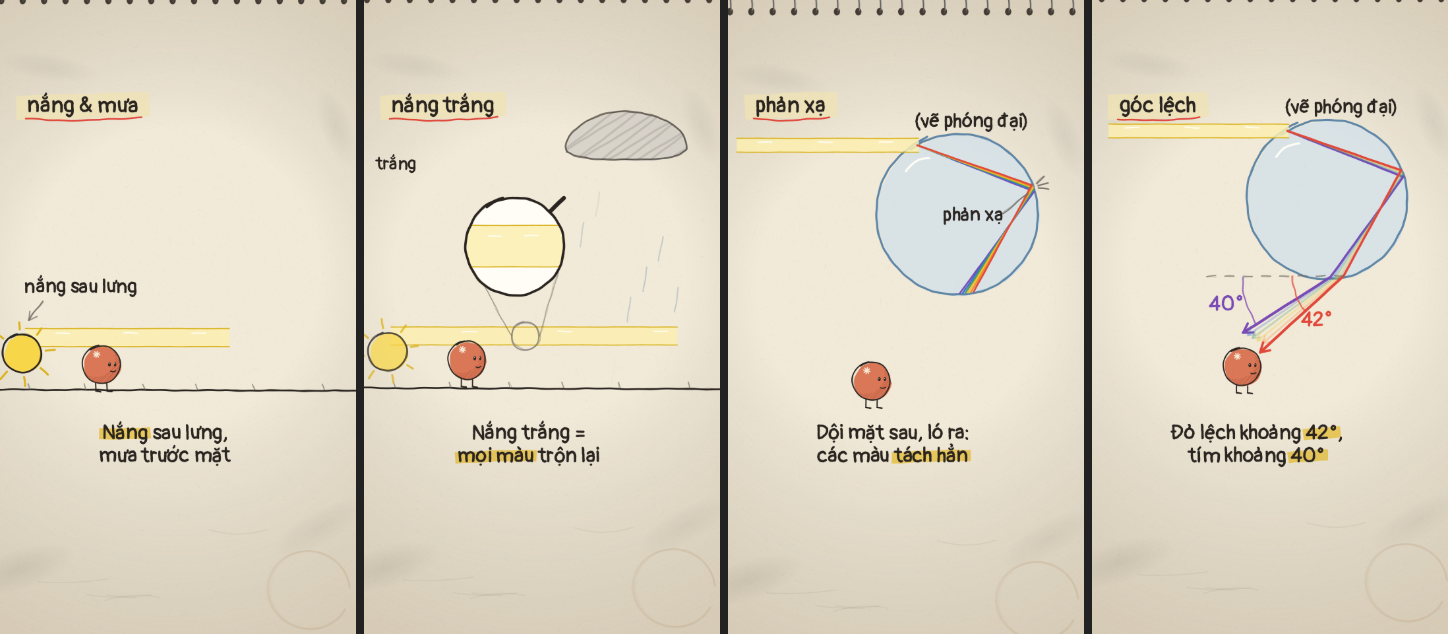 nắng & mưa
nắng sau lưng
Nắng sau lưng,
mưa trước mặt
nắng trắng
trắng
Nắng trắng =
mọi màu trộn lại
phản xạ
(vẽ phóng đại)
phản xạ
Dội mặt sau, ló ra:
các màu tách hẳn
góc lệch
(vẽ phóng đại)
40°
42°
Đỏ lệch khoảng 42°,
tím khoảng 40°